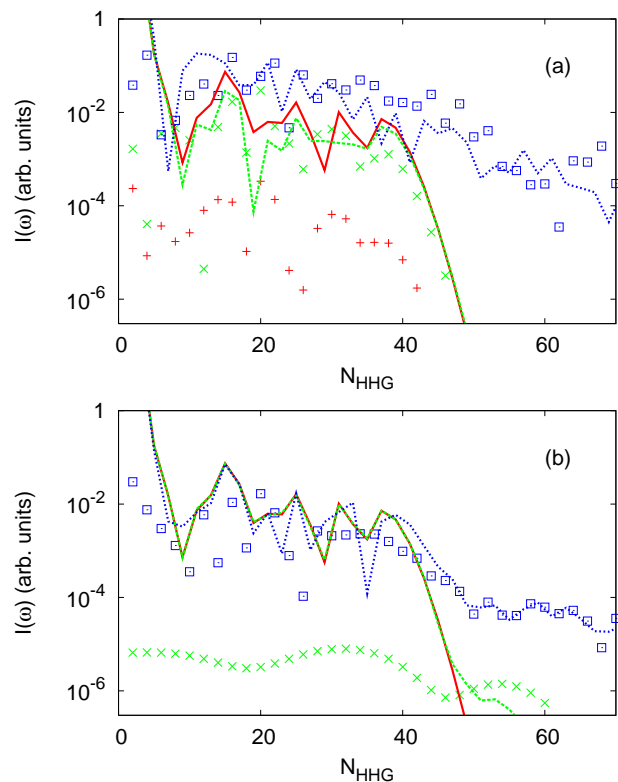 (a)
I(ω) (arb. units)
1
10⁻²
10⁻⁴
10⁻⁶
0 20 40 60
N_HHG
(b)
I(ω) (arb. units)
1
10⁻²
10⁻⁴
10⁻⁶
0 20 40 60
N_HHG